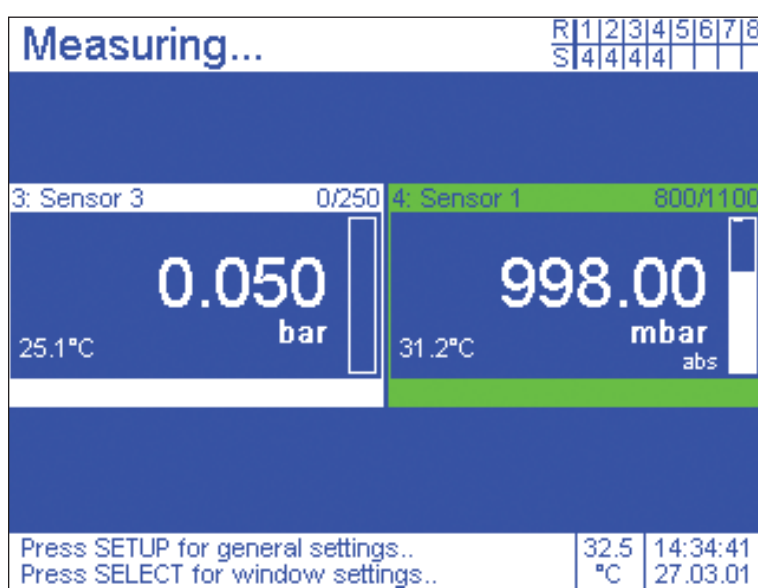 Measuring...
R 1 2 3 4 5 6 7 8
S 4 4 4 4
3: Sensor 3 0/250
4: Sensor 1 800/1100
0.050
bar
25.1°C
998.00
mbar
31.2°C
abs
Press SETUP for general settings..
Press SELECT for window settings..
32.5
°C
14:34:41
27.03.01